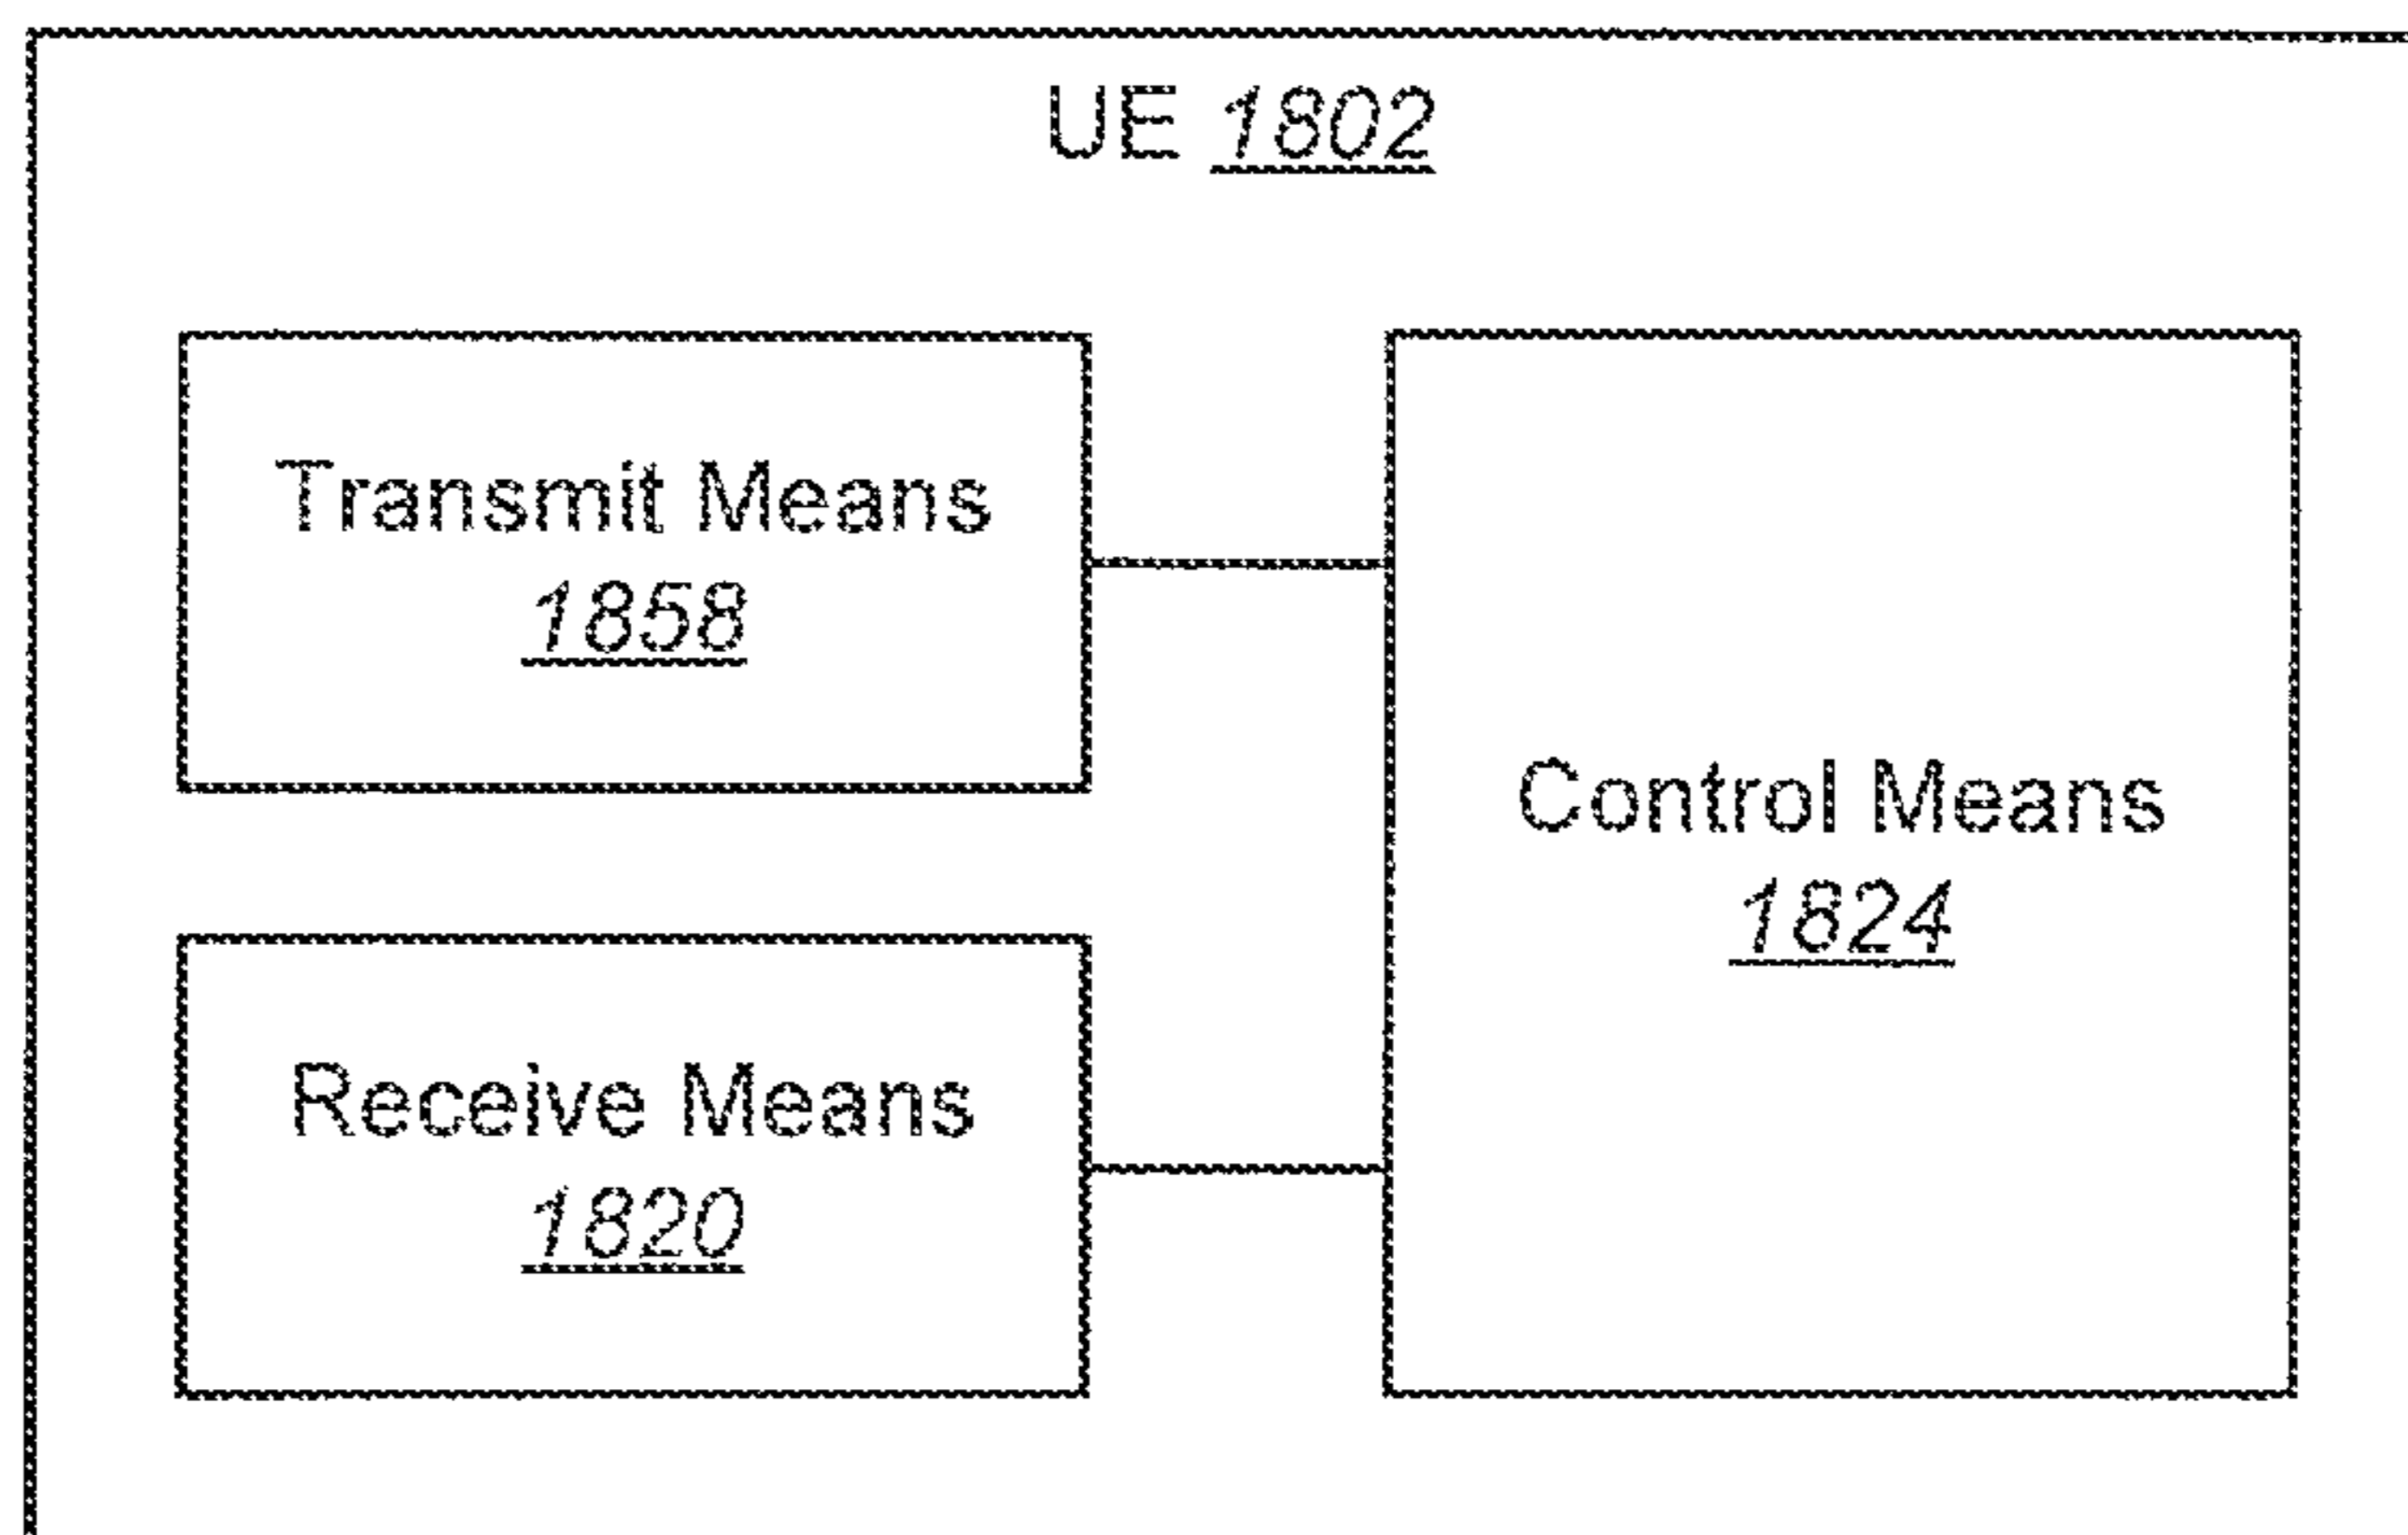 UE 1802
Transmit Means
1858
Control Means
1824
Receive Means
1820